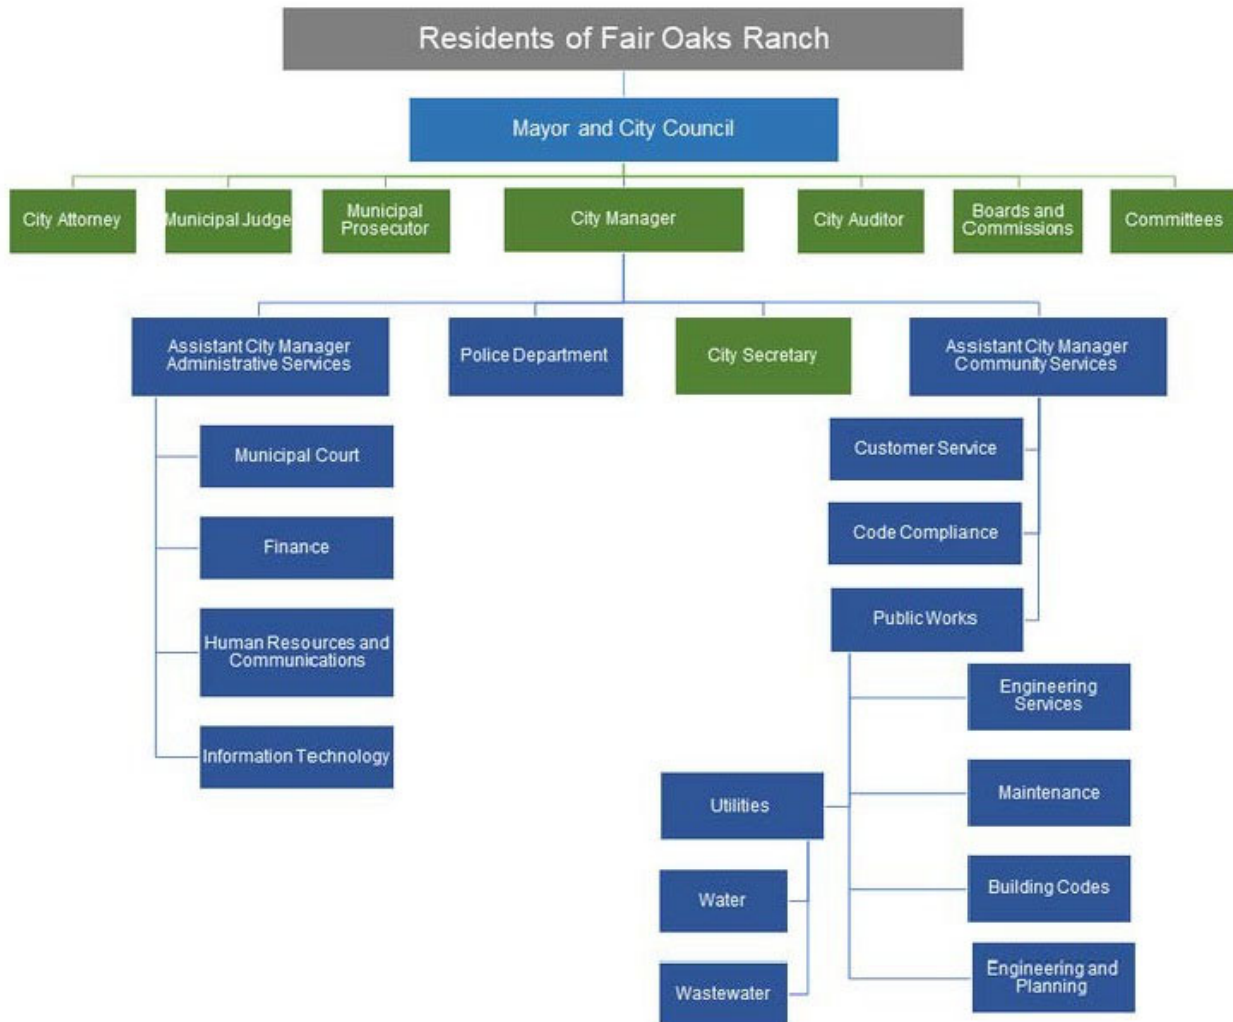 Residents of Fair Oaks Ranch
Mayor and City Council
City Attorney
Municipal Judge
Municipal
Prosecutor
City Manager
City Auditor
Boards and
Commissions
Committees
Assistant City Manager
Administrative Services
Police Department
City Secretary
Assistant City Manager
Community Services
Municipal Court
Finance
Human Resources and
Communications
Information Technology
Customer Service
Code Compliance
Public Works
Engineering
Services
Maintenance
Building Codes
Engineering and
Planning
Utilities
Water
Wastewater